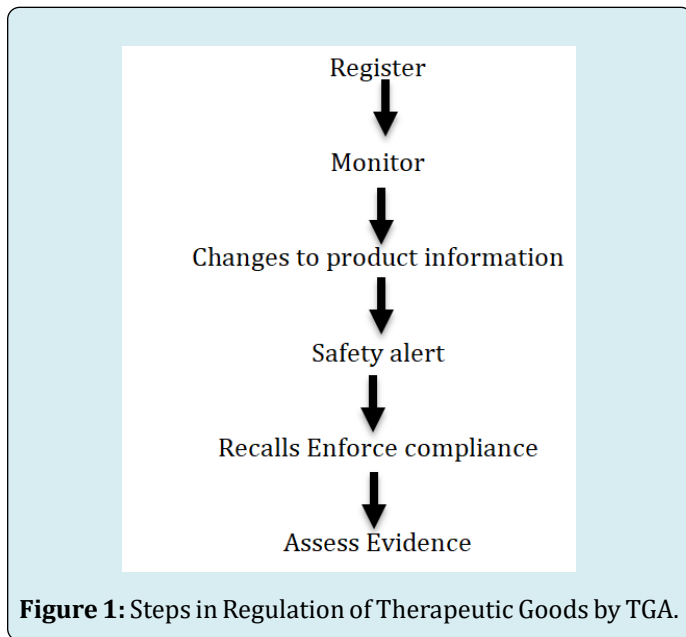 Register
Monitor
Changes to product information
Safety alert
Recalls Enforce compliance
Assess Evidence
Figure 1: Steps in Regulation of Therapeutic Goods by TGA.